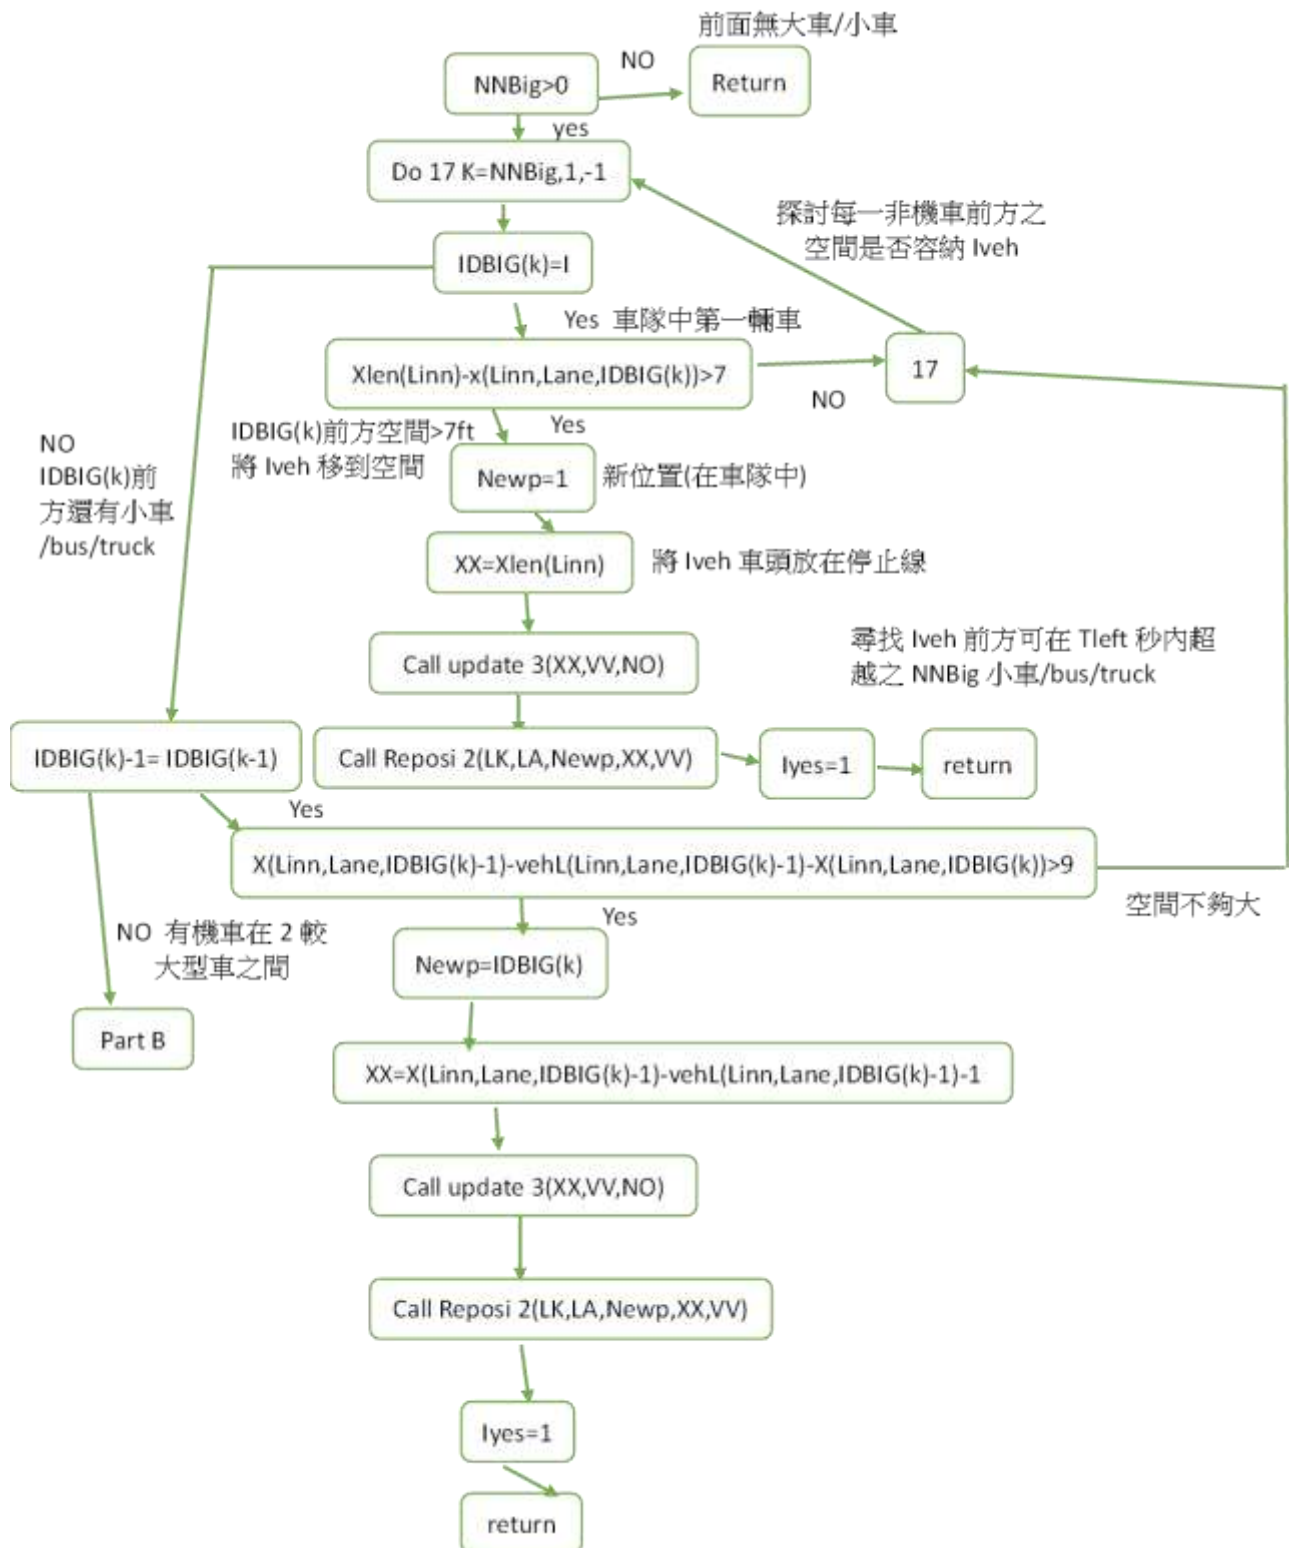 前面無大車/小車
NO
NNBig>0
Return
yes
Do 17 K=NNBig,1,-1
探討每一非機車前方之
空間是否容納 Iveh
IDBIG(k)=I
Yes 車隊中第一輛車
Xlen(Linn)-x(Linn,Lane,IDBIG(k))>7
17
NO
IDBIG(k)前方空間>7ft
將 Iveh 移到空間
Yes
NO
IDBIG(k)前
方還有小車
/bus/truck
Newp=1
新位置(在車隊中)
XX=Xlen(Linn)
將 Iveh 車頭放在停止線
尋找 Iveh 前方可在 Tleft 秒內超
越之 NNBig 小車/bus/truck
Call update 3(XX,VV,NO)
IDBIG(k)-1= IDBIG(k-1)
Call Reposi 2(LK,LA,Newp,XX,VV)
Iyes=1
return
Yes
X(Linn,Lane,IDBIG(k)-1)-vehL(Linn,Lane,IDBIG(k)-1)-X(Linn,Lane,IDBIG(k))>9
空間不夠大
Yes
NO 有機車在 2 較
大型車之間
Newp=IDBIG(k)
Part B
XX=X(Linn,Lane,IDBIG(k)-1)-vehL(Linn,Lane,IDBIG(k)-1)-1
Call update 3(XX,VV,NO)
Call Reposi 2(LK,LA,Newp,XX,VV)
Iyes=1
return